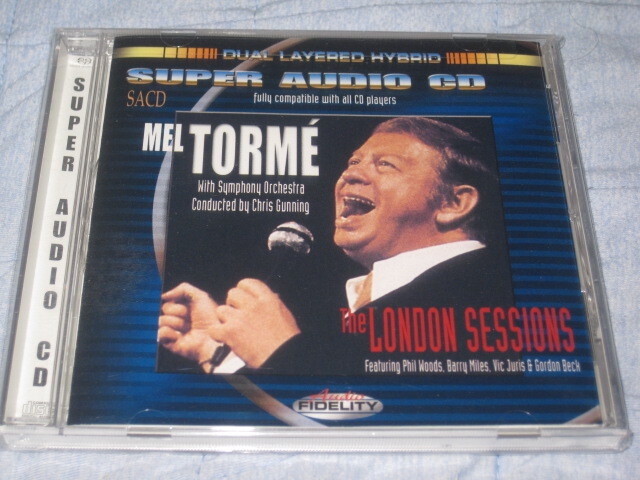 DUAL LAYERED HYBRID
SUPER AUDIO CD
fully compatible with all CD players
SACD
MEL TORMÉ
With Symphony Orchestra
Conducted by Chris Gunning
The LONDON SESSIONS
Featuring Phil Woods, Barry Miles, Vic Juris & Gordon Beck
Audio
FIDELITY
SUPER AUDIO CD